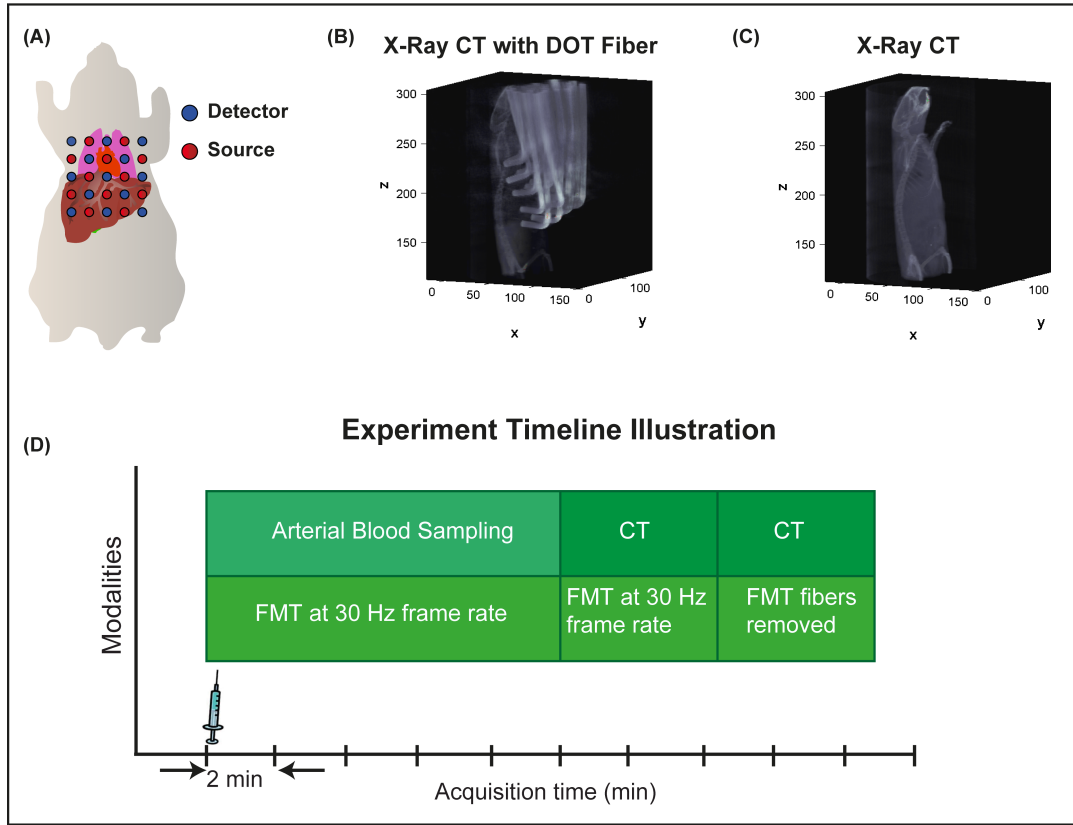 (A)
Detector
Source
(B)
X-Ray CT with DOT Fiber
300
250
200
150
z
0
50
100
150
x
0
100
y
(C)
X-Ray CT
300
250
200
150
z
0
50
100
150
x
0
100
y
(D)
Experiment Timeline Illustration
Modalities
Arterial Blood Sampling
CT
CT
FMT at 30 Hz frame rate
FMT at 30 Hz
frame rate
FMT fibers
removed
2 min
Acquisition time (min)